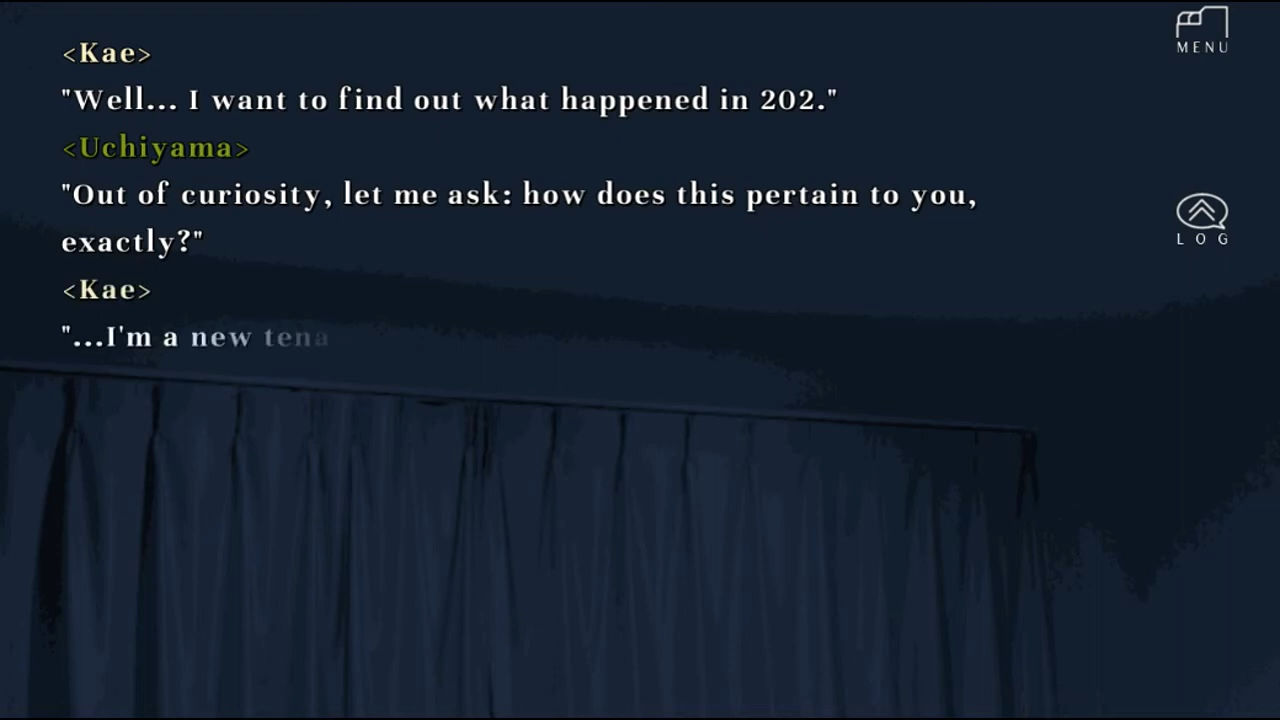 <Kae>
"Well... I want to find out what happened in 202."
<Uchiyama>
"Out of curiosity, let me ask: how does this pertain to you,
exactly?"
<Kae>
"...I'm a new tena
MENU
LOG